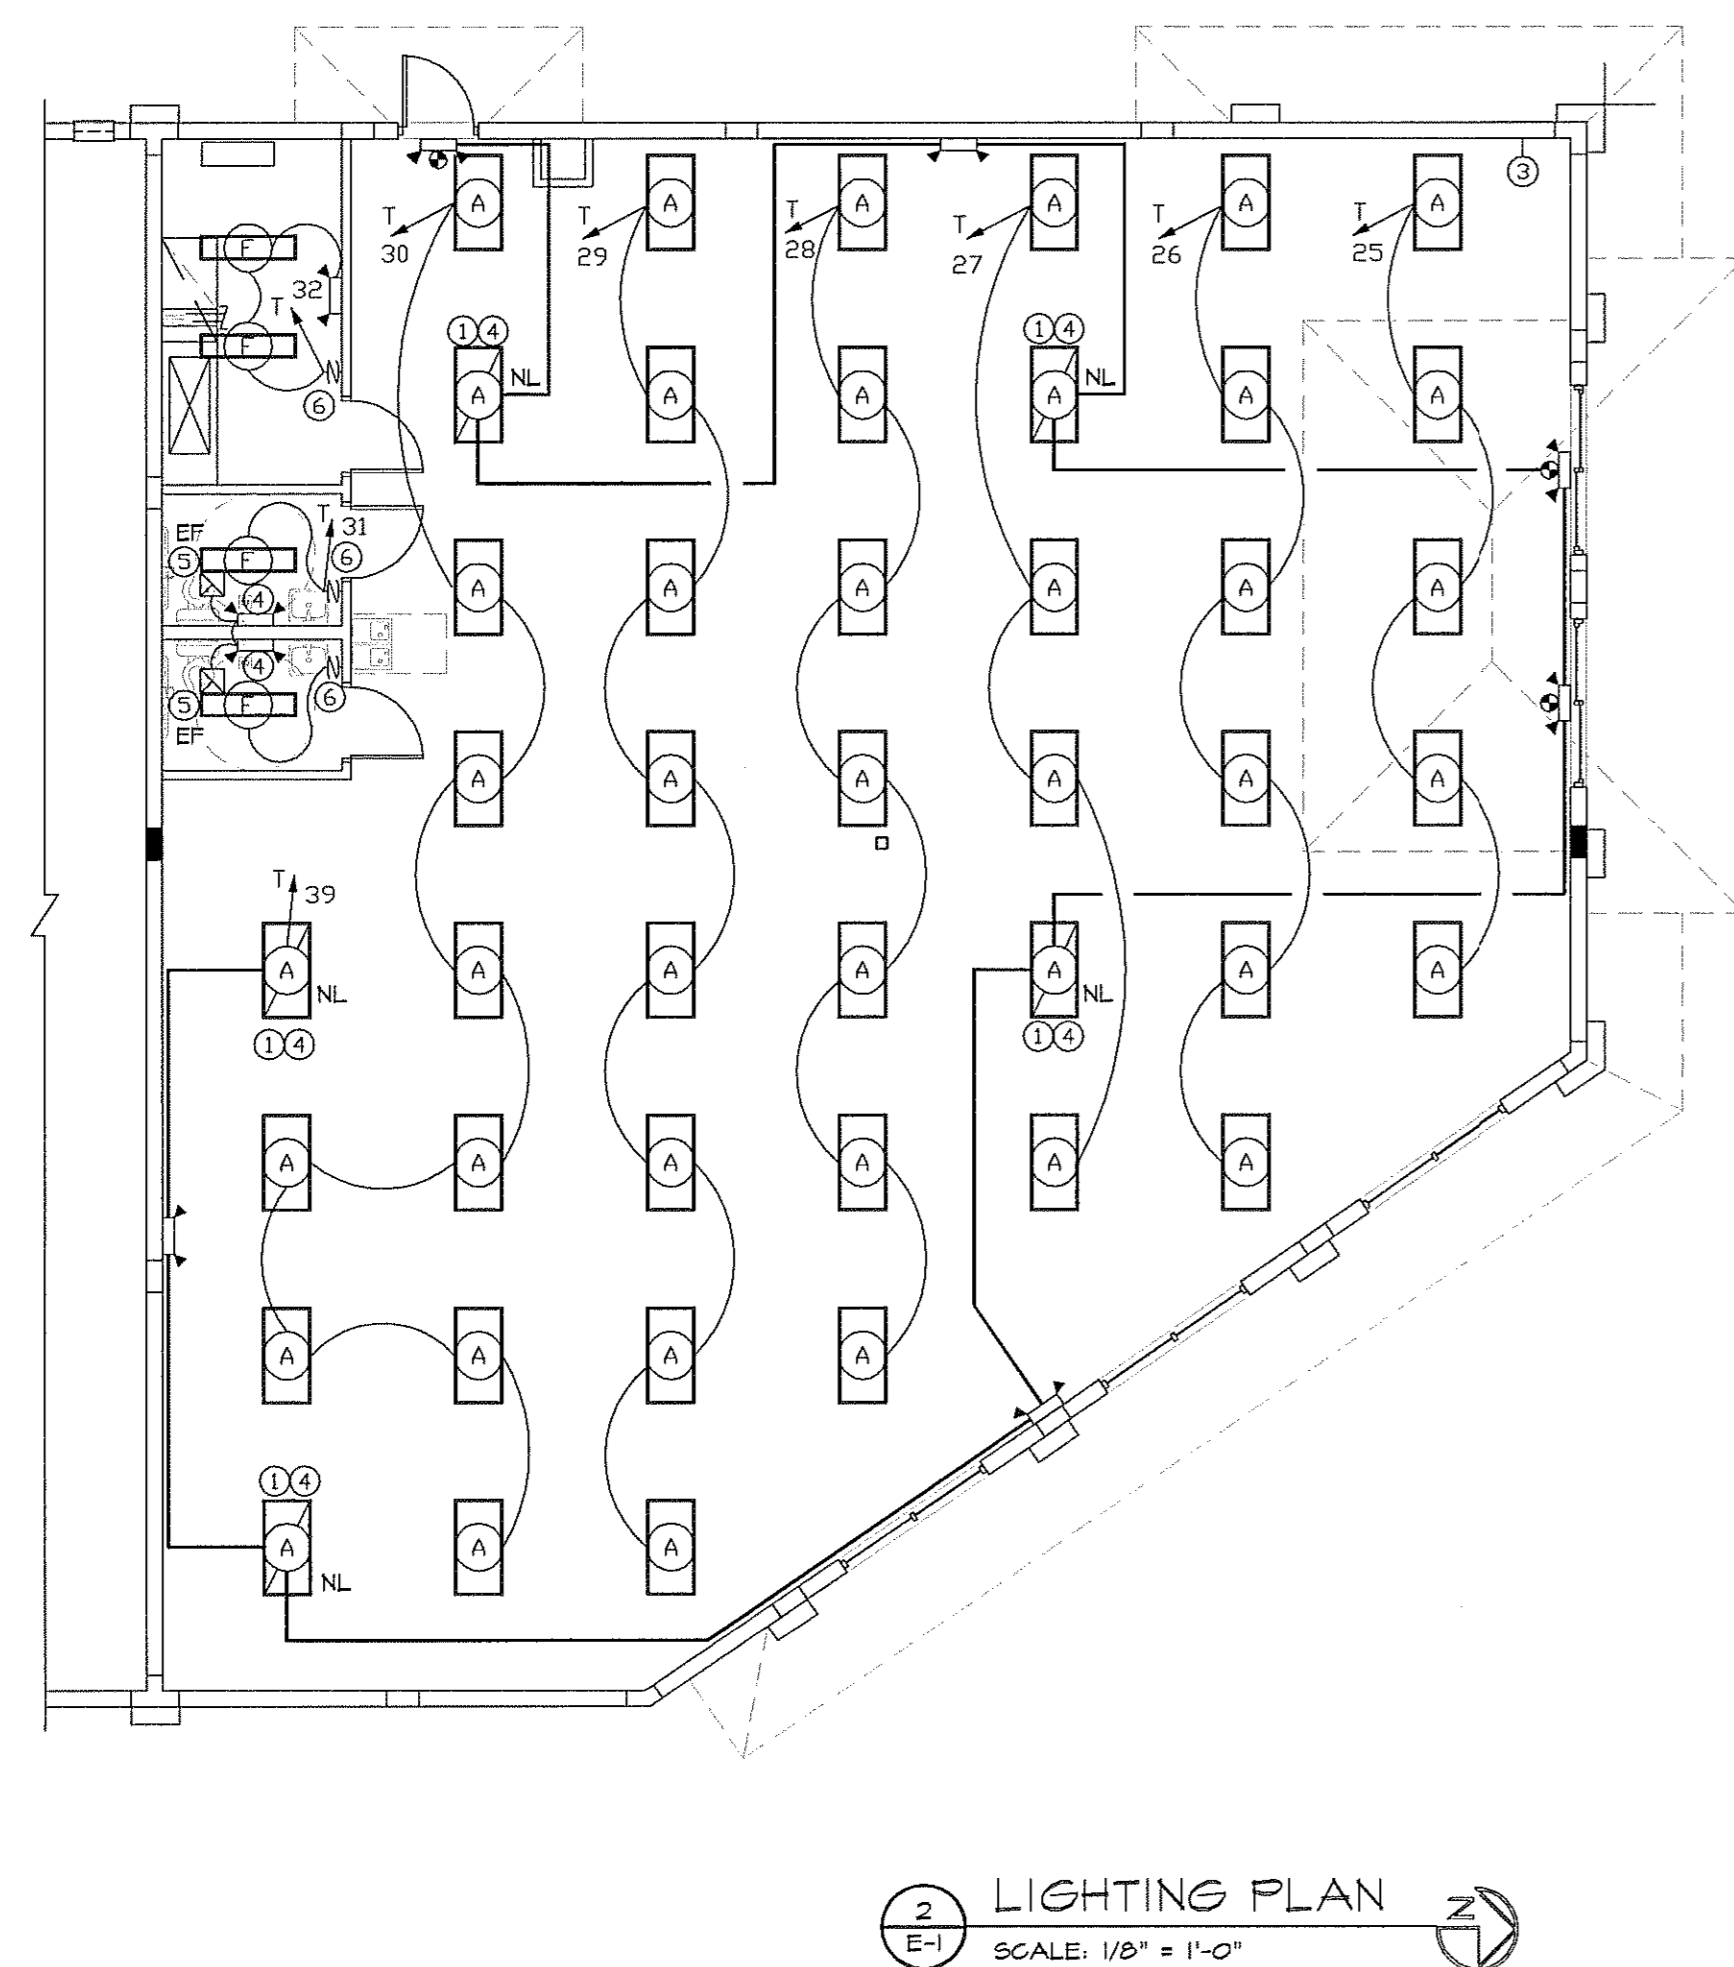 3
A A A A A A
T T T T T T
30 29 28 27 26 25
F
32
T
F
1 4 1 4
NL NL
A A A A A A
6
T 31
EF
5 F 6
4
A A A A A A
4
6
5 F
EF
A A A A A A
T
39
A A A A A A
NL NL
1 4 1 4
A A A A A A
A A A A
1 4
A A A
NL
2
E-1
LIGHTING PLAN
SCALE: 1/8" = 1'-0"
N